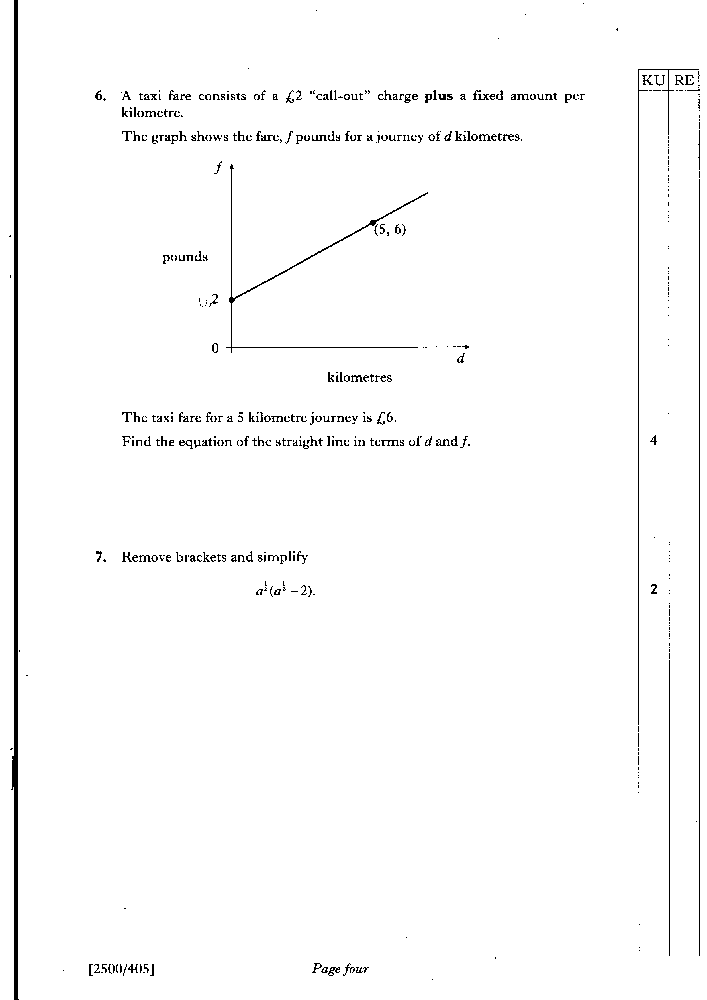 KU RE
6. A taxi fare consists of a £2 “call-out” charge plus a fixed amount per
kilometre.
The graph shows the fare, f pounds for a journey of d kilometres.
f
(5, 6)
pounds
0,2
0
d
kilometres
The taxi fare for a 5 kilometre journey is £6.
Find the equation of the straight line in terms of d and f.
4
7. Remove brackets and simplify
a^{1/2}(a^{1/2} – 2).
2
[2500/405]
Page four